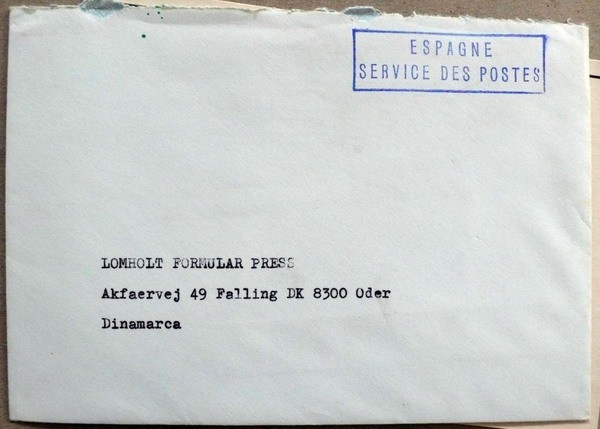 ESPAGNE
SERVICE DES POSTES
LOMHOLT FORMULAR PRESS
Akfaervej 49 Falling DK 8300 Oder
Dinamarca